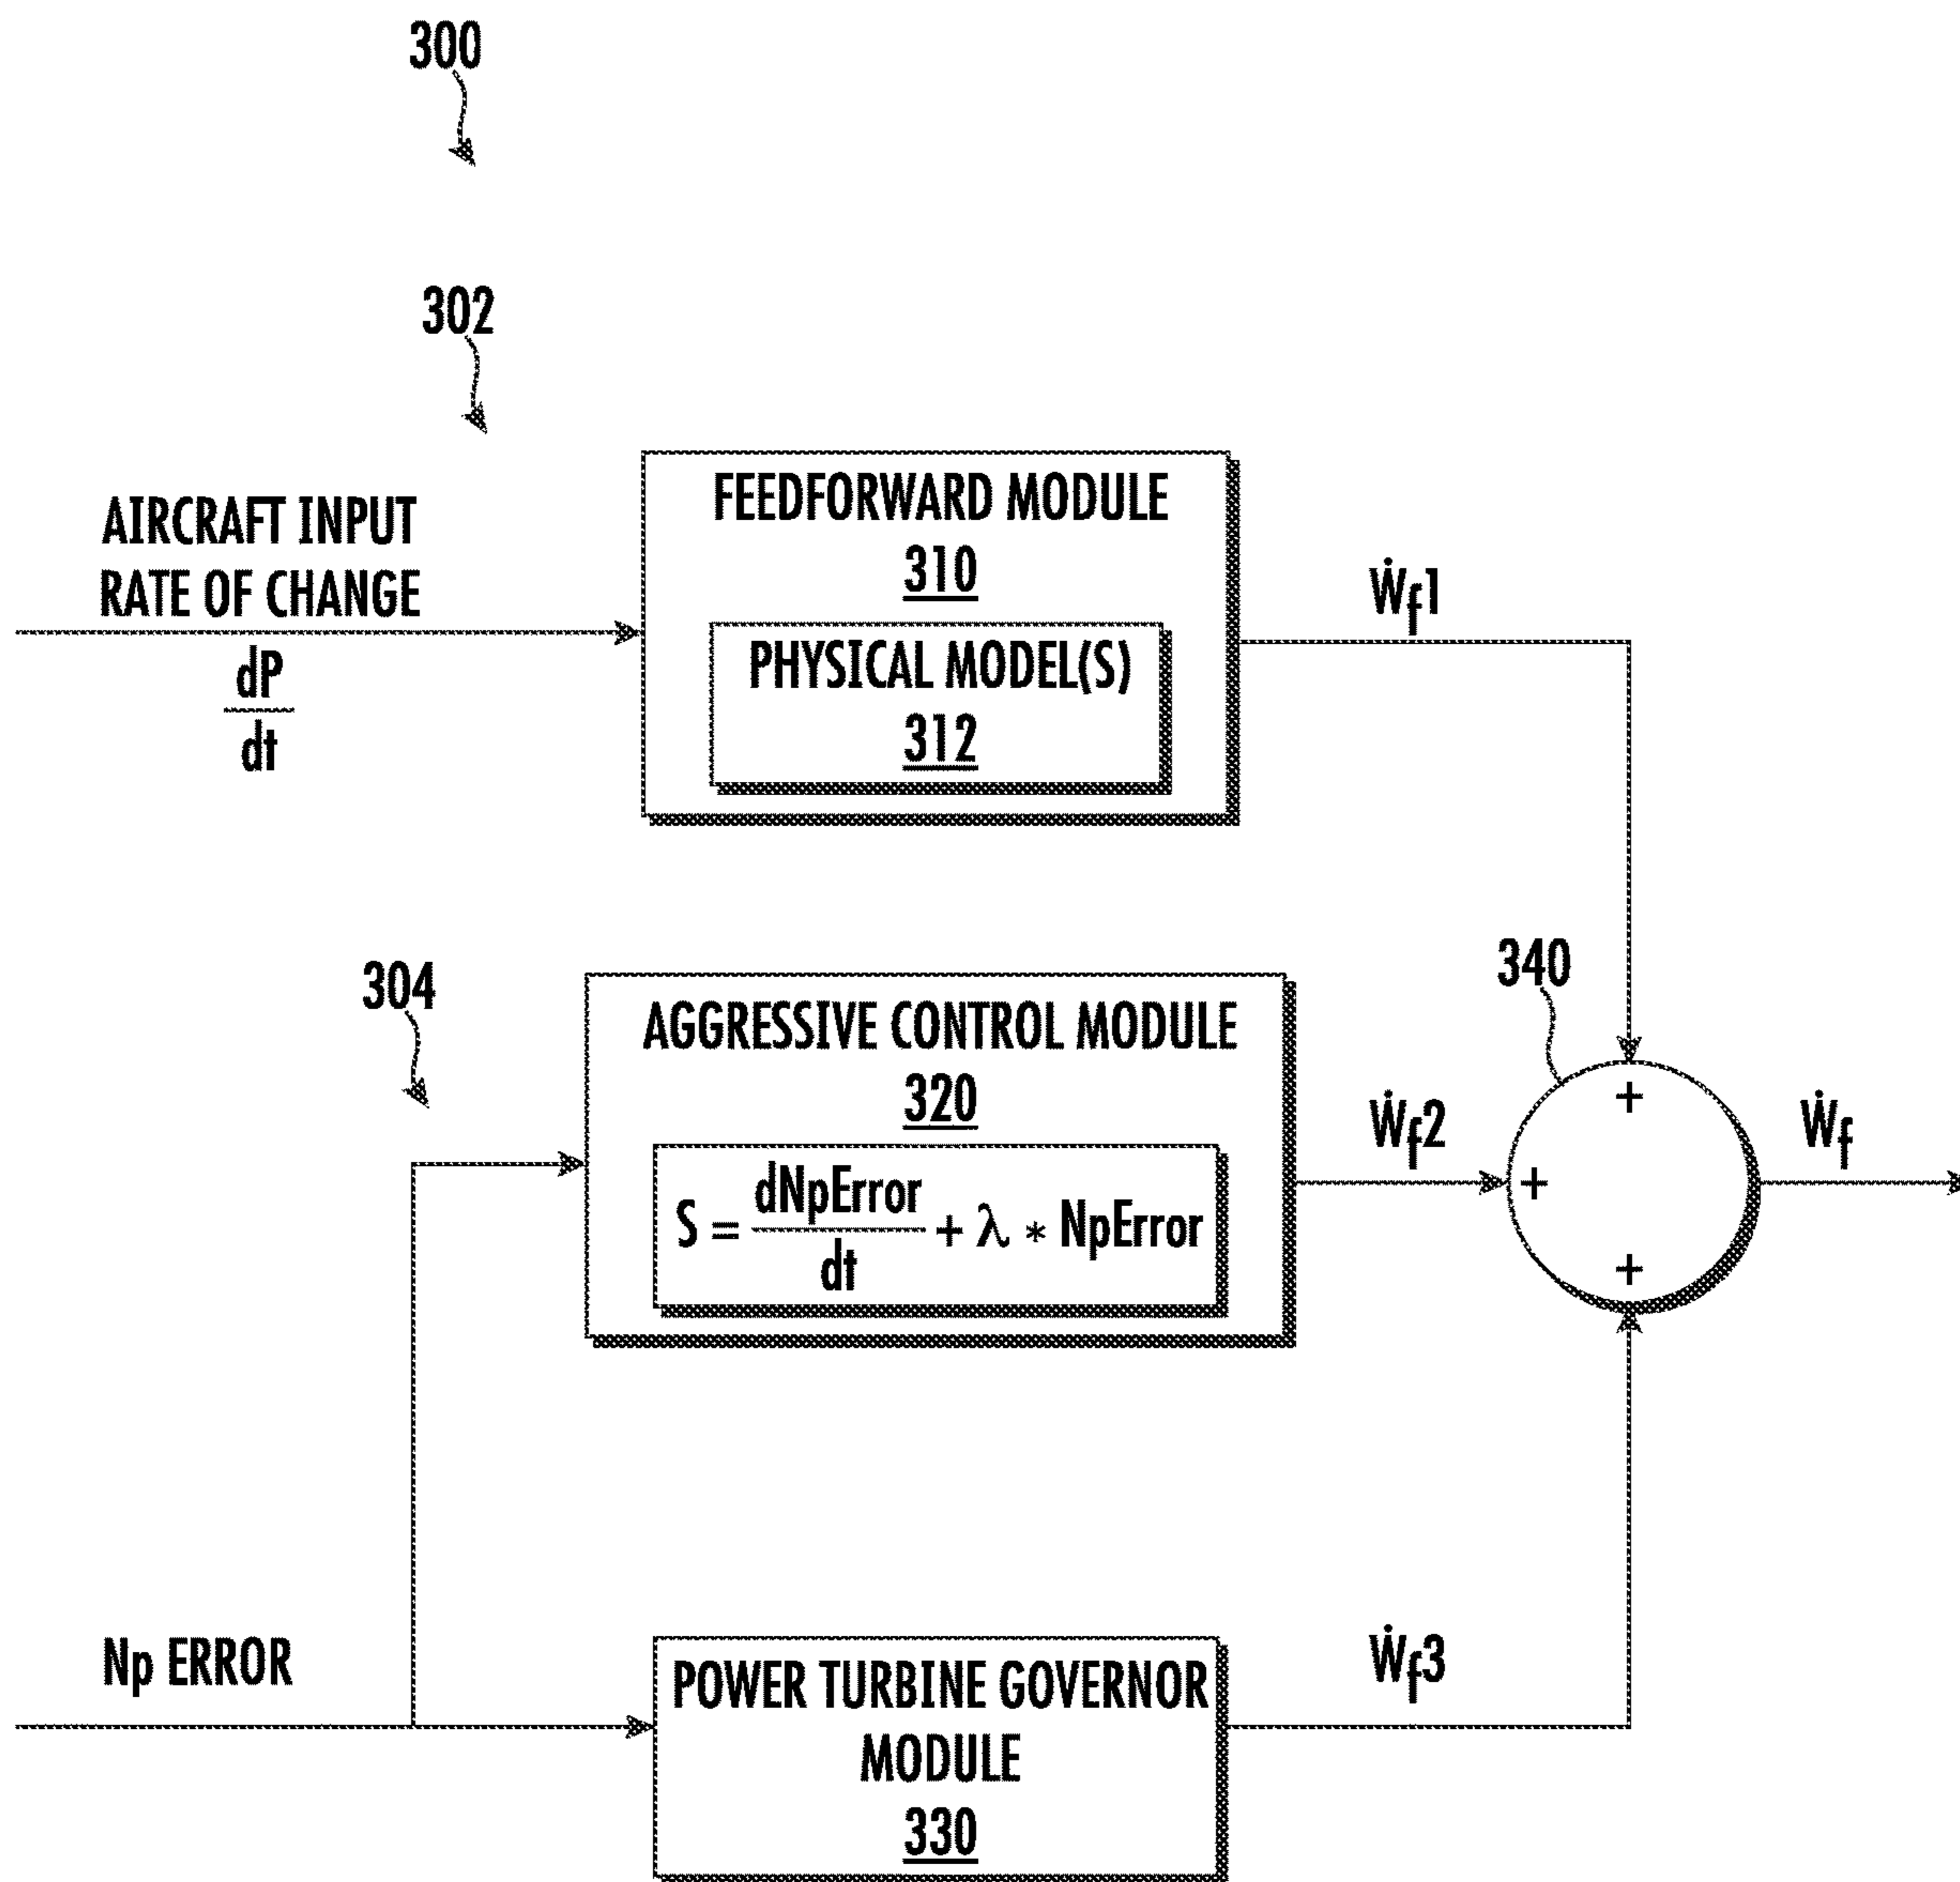 300
302
AIRCRAFT INPUT
RATE OF CHANGE
dP
dt
FEEDFORWARD MODULE
310
PHYSICAL MODEL(S)
312
Ẇf1
304
AGGRESSIVE CONTROL MODULE
320
S = dNpError/dt + λ * NpError
Ẇf2
340
+
+
+
Ẇf
Np ERROR
POWER TURBINE GOVERNOR
MODULE
330
Ẇf3